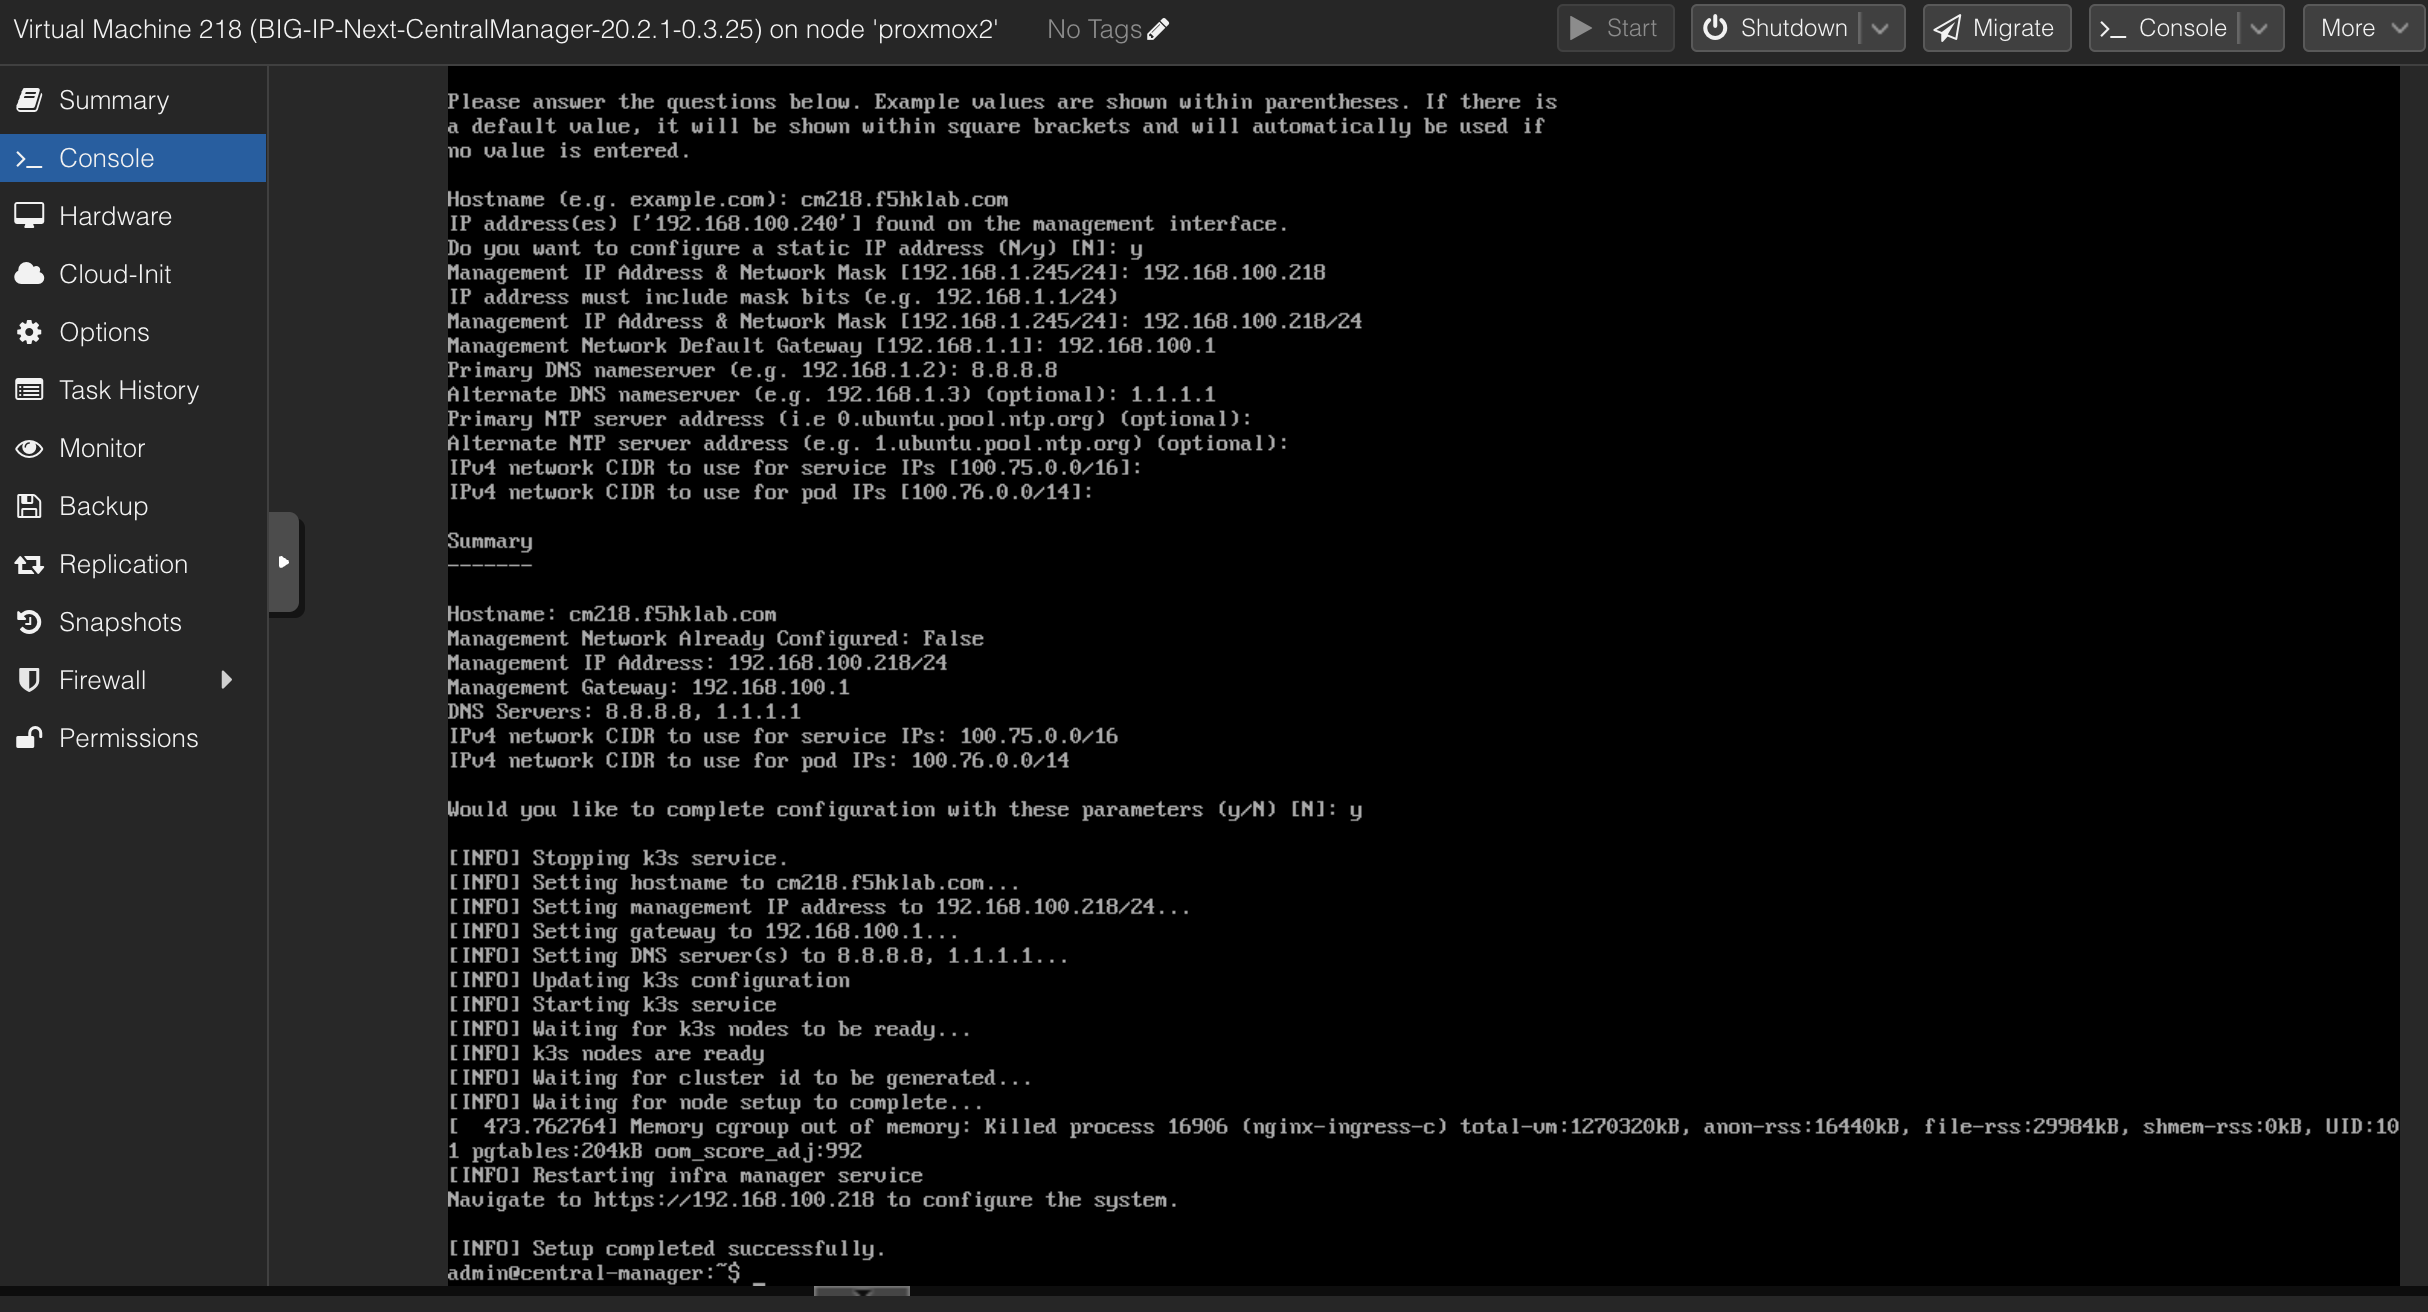 Virtual Machine 218 (BIG-IP-Next-CentralManager-20.2.1-0.3.25) on node 'proxmox2'
No Tags
Start
Shutdown
Migrate
Console
More
Summary
Console
Hardware
Cloud-Init
Options
Task History
Monitor
Backup
Replication
Snapshots
Firewall
Permissions
Please answer the questions below. Example values are shown within parentheses. If there is
a default value, it will be shown within square brackets and will automatically be used if
no value is entered.
Hostname (e.g. example.com): cm218.f5hklab.com
IP address(es) ['192.168.100.240'] found on the management interface.
Do you want to configure a static IP address (N/y) [N]: y
Management IP Address & Network Mask [192.168.1.245/24]: 192.168.100.218
IP address must include mask bits (e.g. 192.168.1.1/24)
Management IP Address & Network Mask [192.168.1.245/24]: 192.168.100.218/24
Management Network Default Gateway [192.168.1.1]: 192.168.100.1
Primary DNS nameserver (e.g. 192.168.1.2): 8.8.8.8
Alternate DNS nameserver (e.g. 192.168.1.3) (optional): 1.1.1.1
Primary NTP server address (i.e 0.ubuntu.pool.ntp.org) (optional):
Alternate NTP server address (e.g. 1.ubuntu.pool.ntp.org) (optional):
IPv4 network CIDR to use for service IPs [100.75.0.0/16]:
IPv4 network CIDR to use for pod IPs [100.76.0.0/14]:
Summary
-------
Hostname: cm218.f5hklab.com
Management Network Already Configured: False
Management IP Address: 192.168.100.218/24
Management Gateway: 192.168.100.1
DNS Servers: 8.8.8.8, 1.1.1.1
IPv4 network CIDR to use for service IPs: 100.75.0.0/16
IPv4 network CIDR to use for pod IPs: 100.76.0.0/14
Would you like to complete configuration with these parameters (y/N) [N]: y
[INFO] Stopping k3s service.
[INFO] Setting hostname to cm218.f5hklab.com...
[INFO] Setting management IP address to 192.168.100.218/24...
[INFO] Setting gateway to 192.168.100.1...
[INFO] Setting DNS server(s) to 8.8.8.8, 1.1.1.1...
[INFO] Updating k3s configuration
[INFO] Starting k3s service
[INFO] Waiting for k3s nodes to be ready...
[INFO] k3s nodes are ready
[INFO] Waiting for cluster id to be generated...
[INFO] Waiting for node setup to complete...
[  473.762764] Memory cgroup out of memory: Killed process 16906 (nginx-ingress-c) total-vm:1270320kB, anon-rss:16440kB, file-rss:29984kB, shmem-rss:0kB, UID:10
1 pgtables:204kB oom_score_adj:992
[INFO] Restarting infra manager service
Navigate to https://192.168.100.218 to configure the system.
[INFO] Setup completed successfully.
admin@central-manager:~$ _